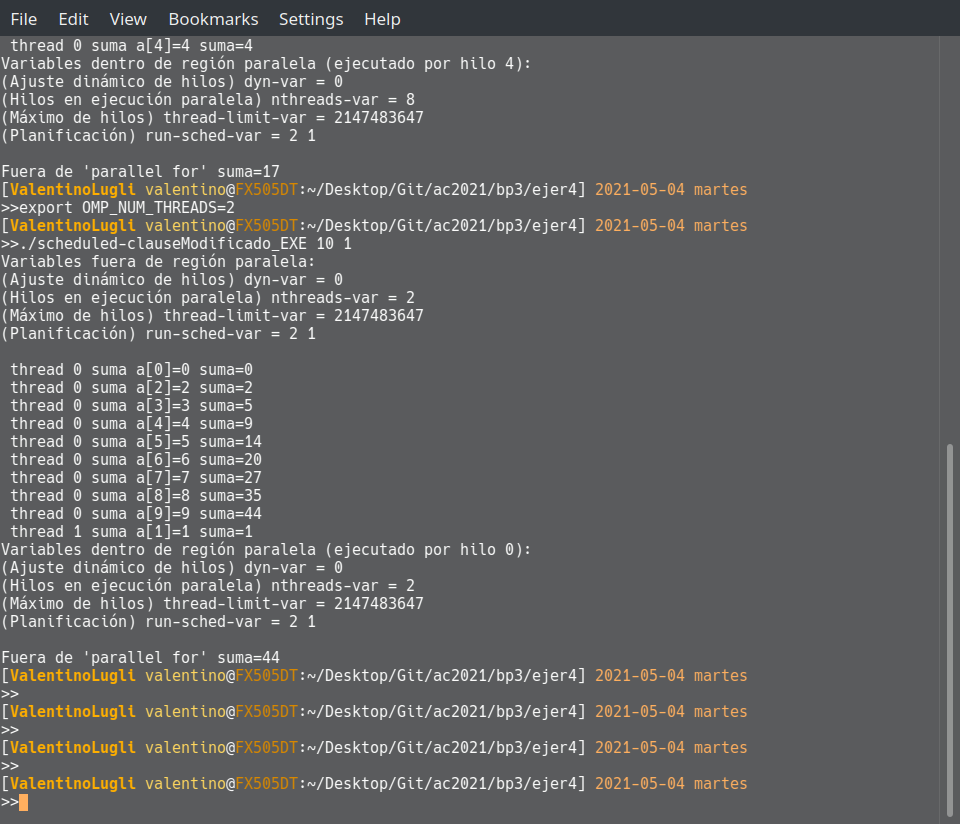 File Edit View Bookmarks Settings Help
thread 0 suma a[4]=4 suma=4
Variables dentro de región paralela (ejecutado por hilo 4):
(Ajuste dinámico de hilos) dyn-var = 0
(Hilos en ejecución paralela) nthreads-var = 8
(Máximo de hilos) thread-limit-var = 2147483647
(Planificación) run-sched-var = 2 1
Fuera de 'parallel for' suma=17
[ValentinoLugli valentino@FX505DT:~/Desktop/Git/ac2021/bp3/ejer4] 2021-05-04 martes
>>export OMP_NUM_THREADS=2
[ValentinoLugli valentino@FX505DT:~/Desktop/Git/ac2021/bp3/ejer4] 2021-05-04 martes
>>./scheduled-clauseModificado_EXE 10 1
Variables fuera de región paralela:
(Ajuste dinámico de hilos) dyn-var = 0
(Hilos en ejecución paralela) nthreads-var = 2
(Máximo de hilos) thread-limit-var = 2147483647
(Planificación) run-sched-var = 2 1
thread 0 suma a[0]=0 suma=0
thread 0 suma a[2]=2 suma=2
thread 0 suma a[3]=3 suma=5
thread 0 suma a[4]=4 suma=9
thread 0 suma a[5]=5 suma=14
thread 0 suma a[6]=6 suma=20
thread 0 suma a[7]=7 suma=27
thread 0 suma a[8]=8 suma=35
thread 0 suma a[9]=9 suma=44
thread 1 suma a[1]=1 suma=1
Variables dentro de región paralela (ejecutado por hilo 0):
(Ajuste dinámico de hilos) dyn-var = 0
(Hilos en ejecución paralela) nthreads-var = 2
(Máximo de hilos) thread-limit-var = 2147483647
(Planificación) run-sched-var = 2 1
Fuera de 'parallel for' suma=44
[ValentinoLugli valentino@FX505DT:~/Desktop/Git/ac2021/bp3/ejer4] 2021-05-04 martes
>>
[ValentinoLugli valentino@FX505DT:~/Desktop/Git/ac2021/bp3/ejer4] 2021-05-04 martes
>>
[ValentinoLugli valentino@FX505DT:~/Desktop/Git/ac2021/bp3/ejer4] 2021-05-04 martes
>>
[ValentinoLugli valentino@FX505DT:~/Desktop/Git/ac2021/bp3/ejer4] 2021-05-04 martes
>>